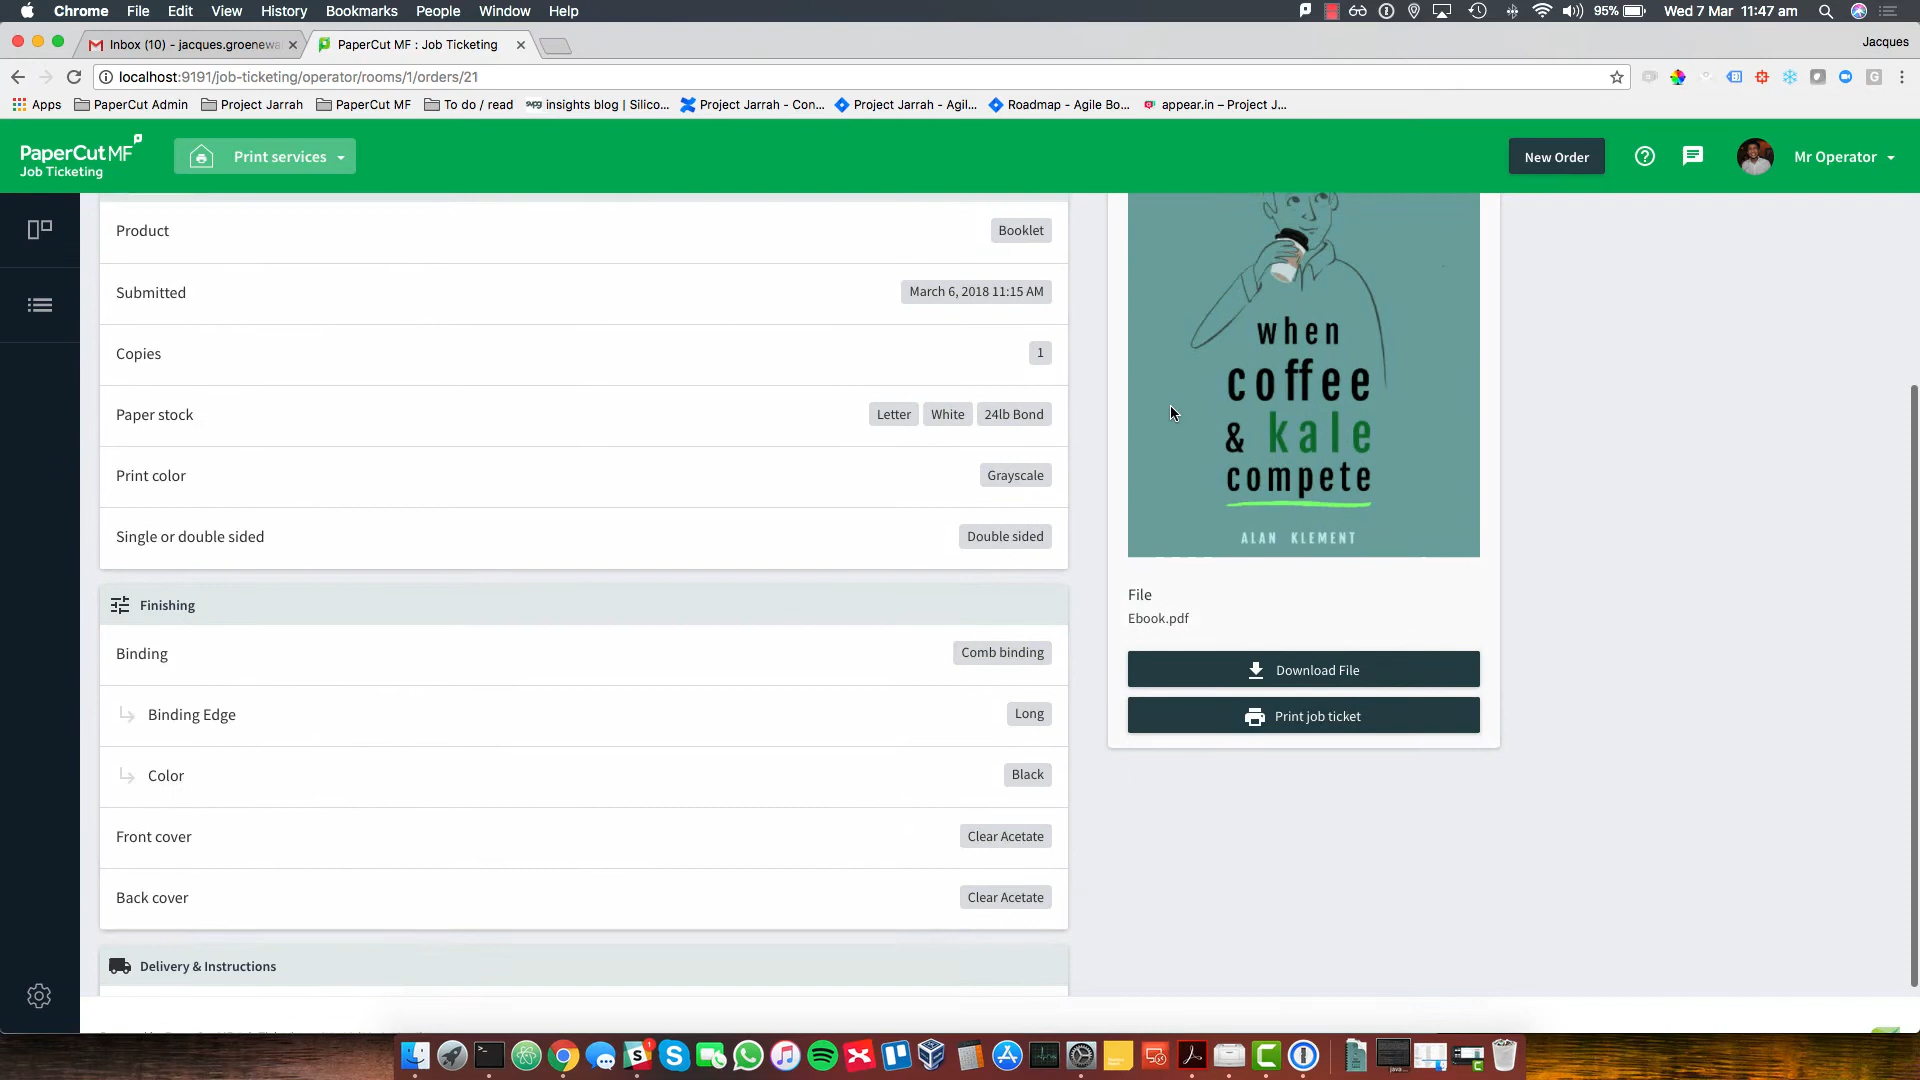 Chrome File Edit View History Bookmarks People Window Help
95% Wed 7 Mar 11:47 am
Inbox (10) - jacques.groenewa
PaperCut MF : Job Ticketing
Jacques
localhost:9191/job-ticketing/operator/rooms/1/orders/21
Apps PaperCut Admin Project Jarrah PaperCut MF To do / read insights blog | Silico... Project Jarrah - Con... Project Jarrah - Agil... Roadmap - Agile Bo... appear.in – Project J...
PaperCut MF
Job Ticketing
Print services
New Order
Mr Operator
Product
Booklet
Submitted
March 6, 2018 11:15 AM
Copies
1
Paper stock
Letter White 24lb Bond
Print color
Grayscale
Single or double sided
Double sided
Finishing
Binding
Comb binding
Binding Edge
Long
Color
Black
Front cover
Clear Acetate
Back cover
Clear Acetate
Delivery & Instructions
when
coffee
& kale
compete
ALAN KLEMENT
File
Ebook.pdf
Download File
Print job ticket